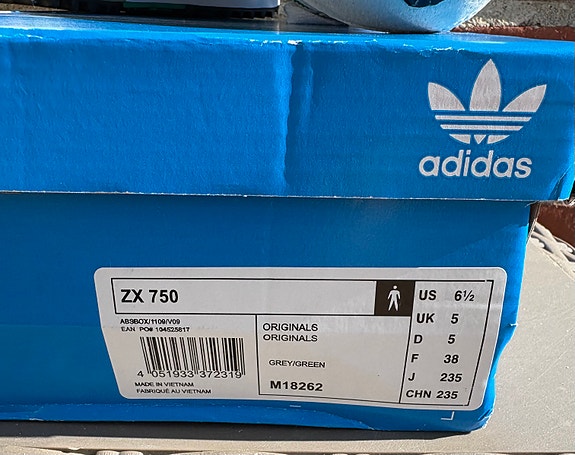 adidas
ZX 750
US 6½
UK 5
D 5
F 38
J 235
CHN 235
ABSBOX/1109/V09
EAN PO# 104525817
ORIGINALS
ORIGINALS
GREY/GREEN
M18262
4 051933 372319
MADE IN VIETNAM
FABRIQUÉ AU VIETNAM